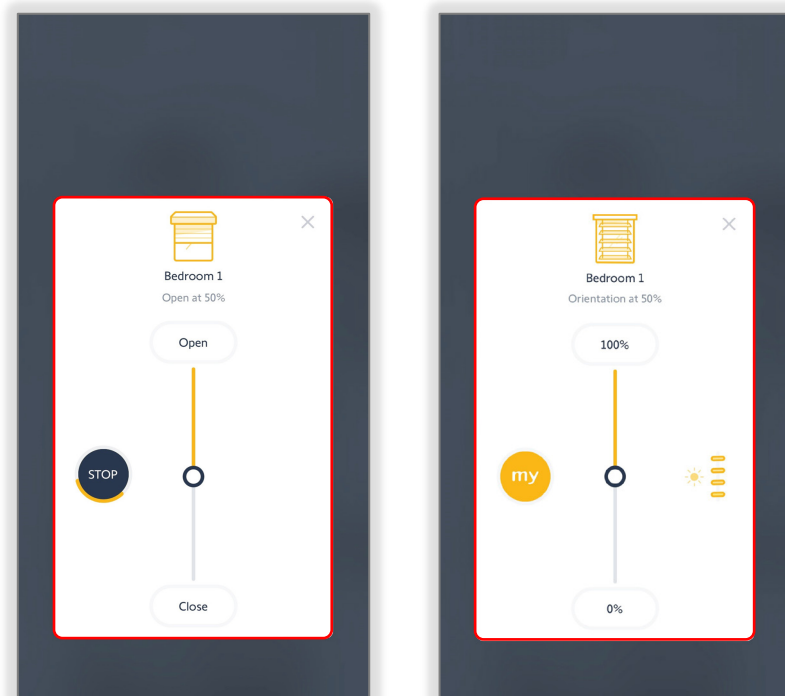 Bedroom 1
Open at 50%
Open
STOP
Close
Bedroom 1
Orientation at 50%
100%
my
0%